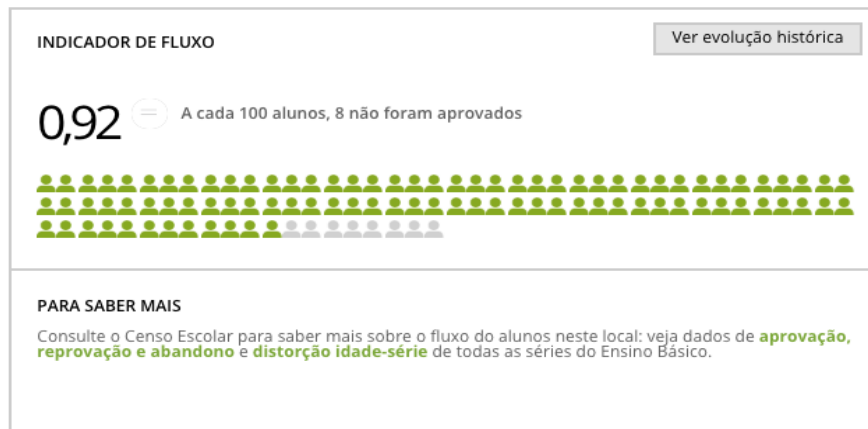 INDICADOR DE FLUXO
Ver evolução histórica
0,92
A cada 100 alunos, 8 não foram aprovados
PARA SABER MAIS
Consulte o Censo Escolar para saber mais sobre o fluxo do alunos neste local: veja dados de aprovação,
reprovação e abandono e distorção idade-série de todas as séries do Ensino Básico.